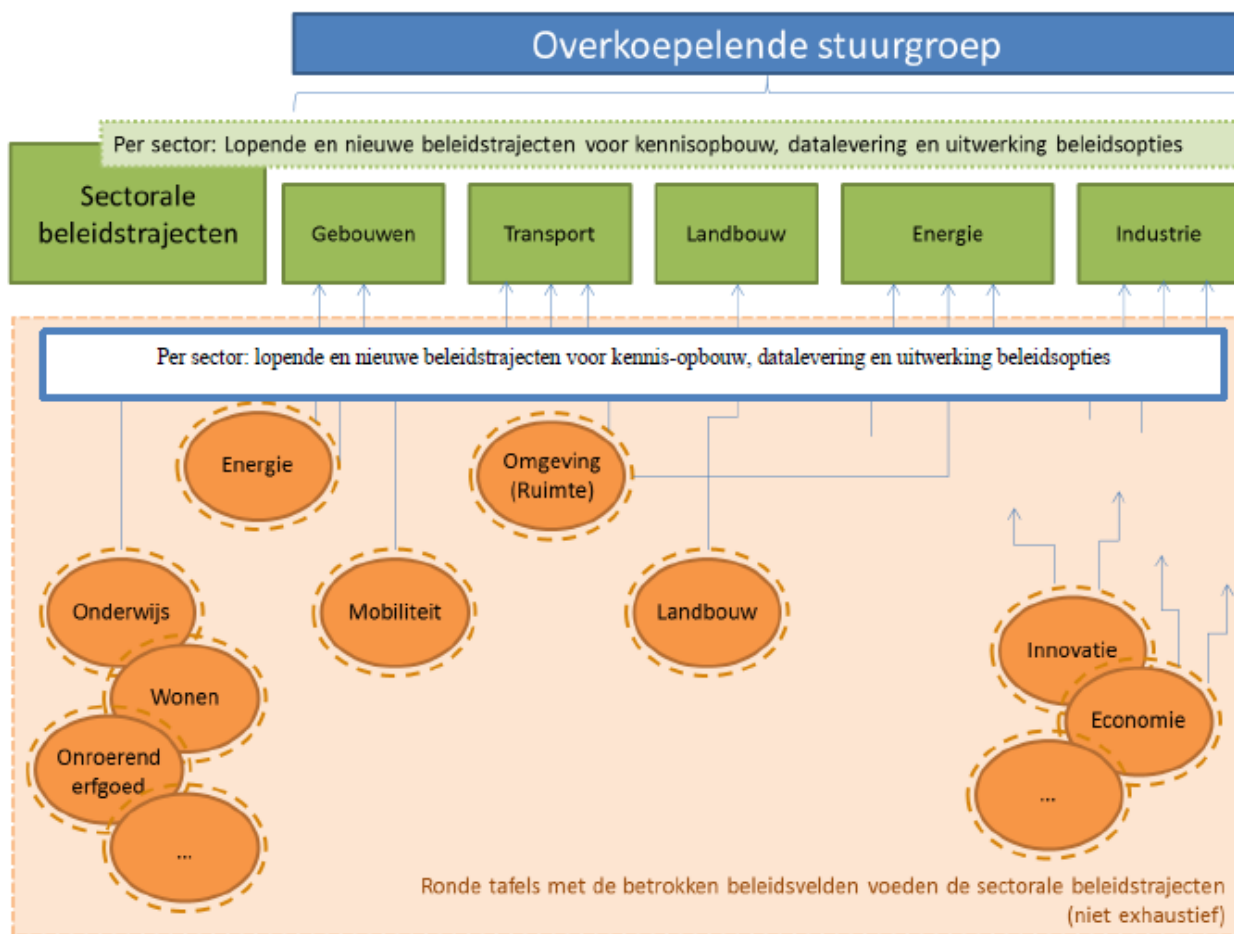 Overkoepelende stuurgroep
Per sector: Lopende en nieuwe beleidstrajecten voor kennisopbouw, datalevering en uitwerking beleidsopties
Sectorale
beleidstrajecten
Gebouwen
Transport
Landbouw
Energie
Industrie
Per sector: lopende en nieuwe beleidstrajecten voor kennis-opbouw, datalevering en uitwerking beleidsopties
Energie
Omgeving
(Ruimte)
Onderwijs
Mobiliteit
Landbouw
Innovatie
Wonen
Economie
Onroerend
erfgoed
...
...
Ronde tafels met de betrokken beleidsvelden voeden de sectorale beleidstrajecten
(niet exhaustief)